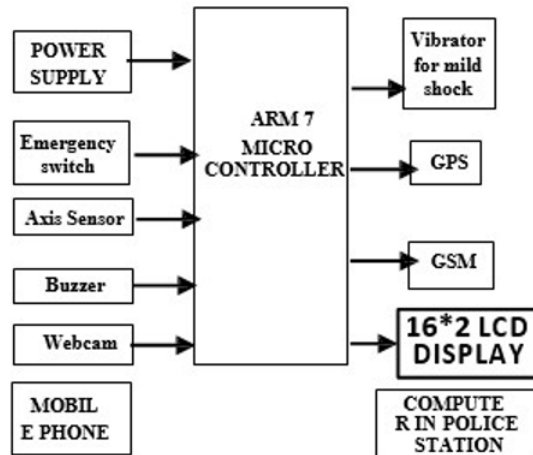 POWER
SUPPLY
Emergency
switch
Axis Sensor
Buzzer
Webcam
MOBIL
E PHONE
ARM 7
MICRO
CONTROLLER
Vibrator
for mild
shock
GPS
GSM
16*2 LCD
DISPLAY
COMPUTE
R IN POLICE
STATION